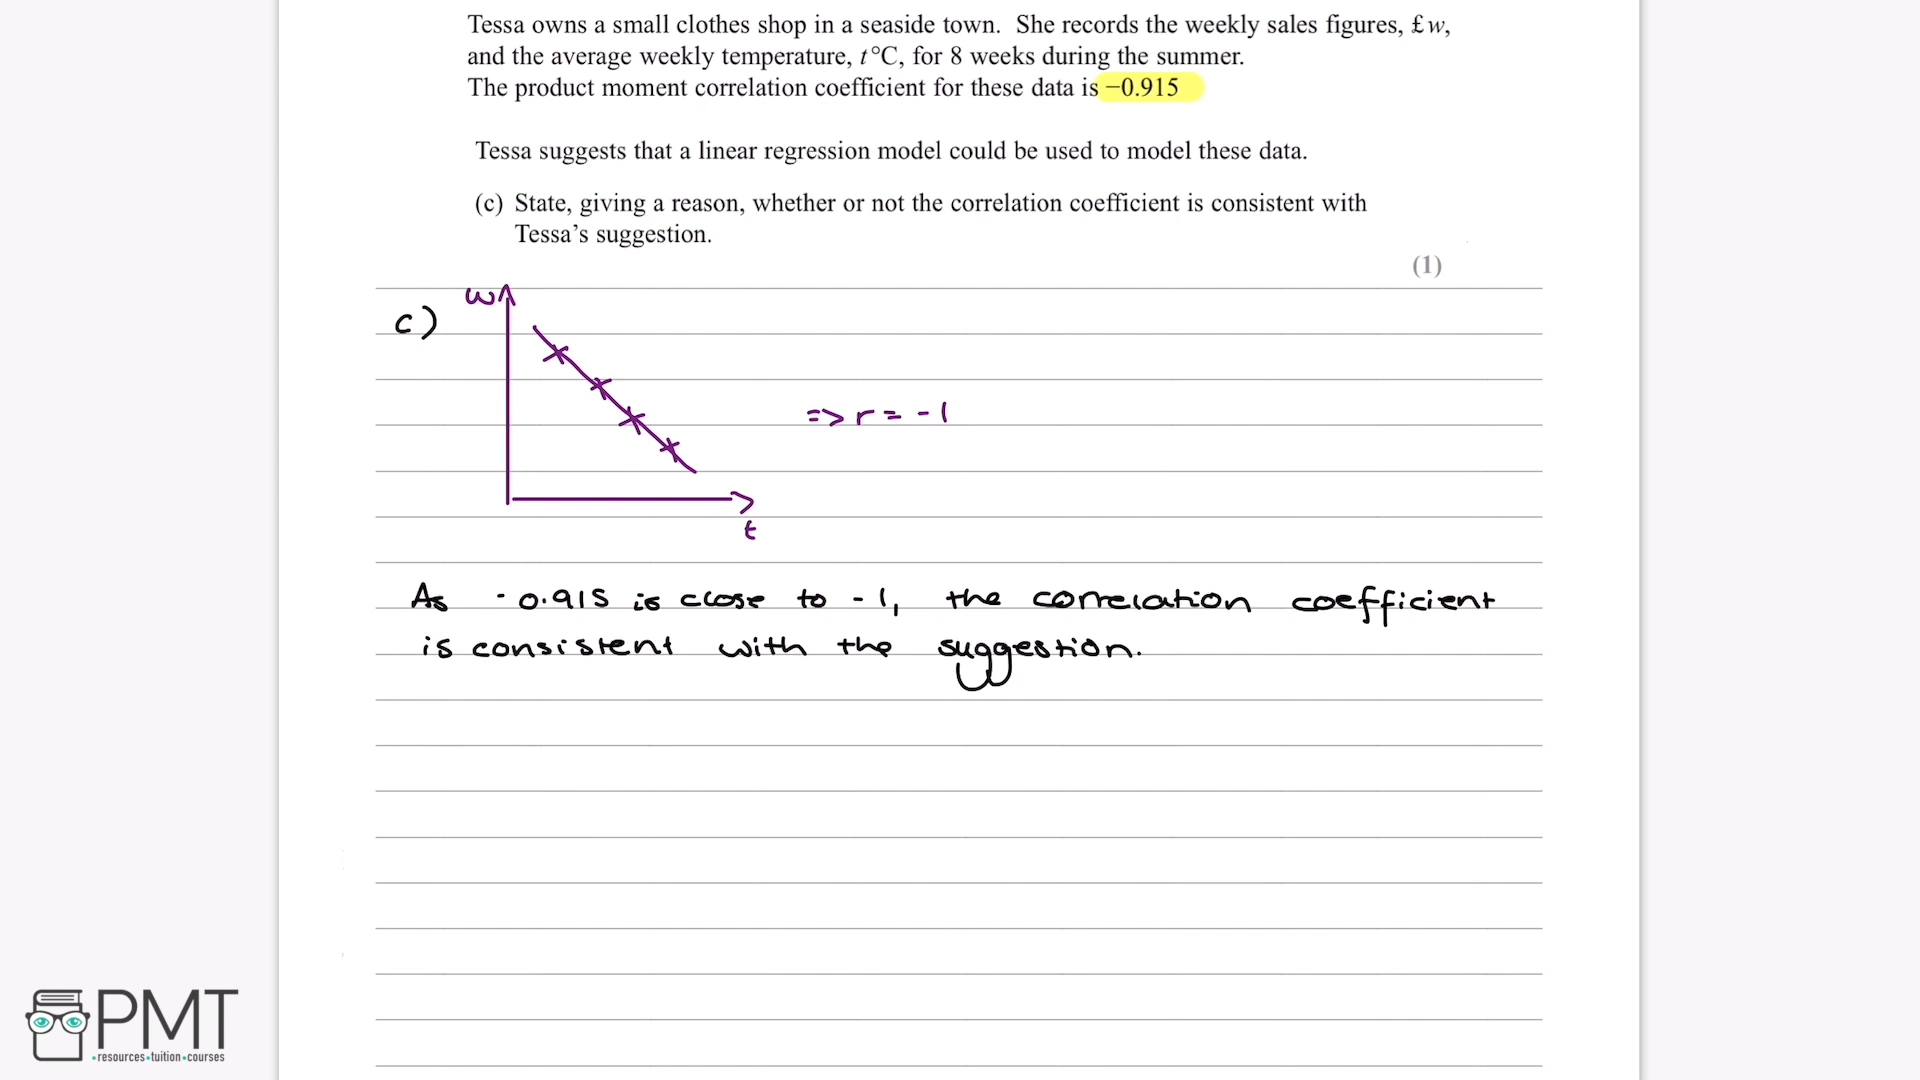 Tessa owns a small clothes shop in a seaside town. She records the weekly sales figures, £w,
and the average weekly temperature, t°C, for 8 weeks during the summer.
The product moment correlation coefficient for these data is −0.915
Tessa suggests that a linear regression model could be used to model these data.
(c) State, giving a reason, whether or not the correlation coefficient is consistent with
Tessa’s suggestion.
(1)
c)
w
=> r = -1
t
As -0.915 is close to -1, the correlation coefficient
is consistent with the suggestion.
PMT
•resources•tuition•courses